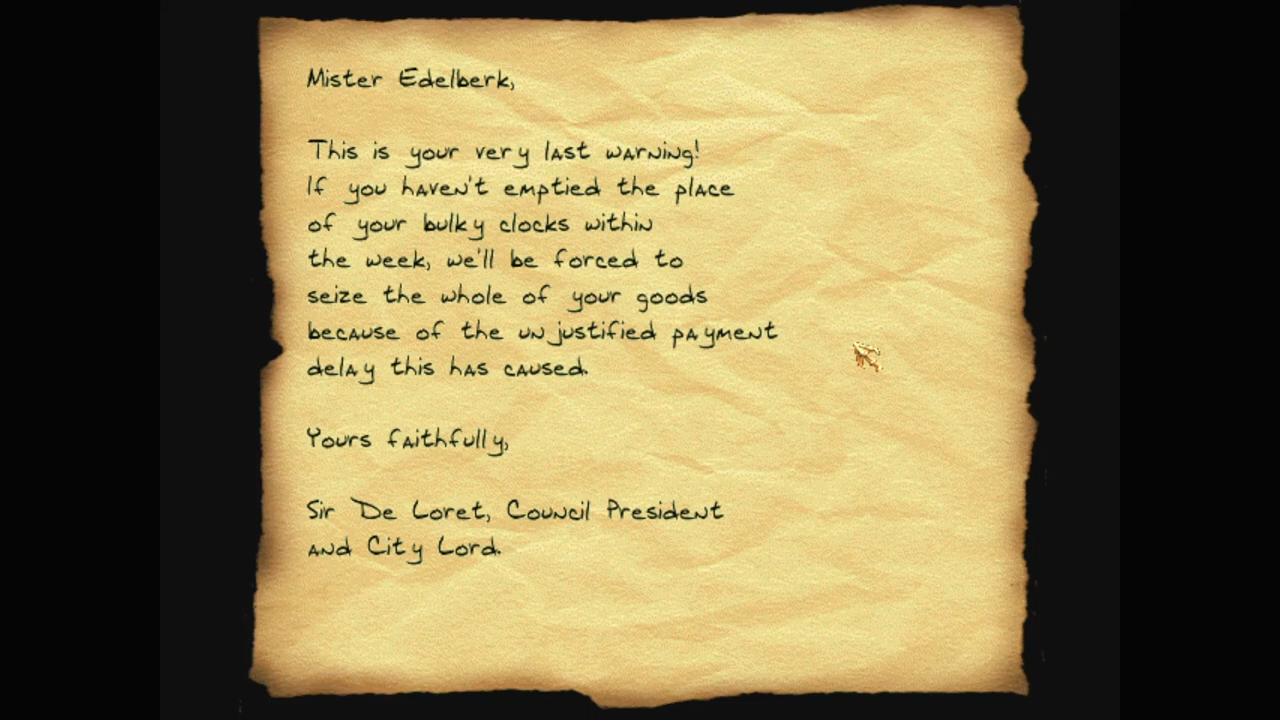 Mister Edelberk,
This is your very last warning!
If you haven't emptied the place
of your bulky clocks within
the week, we'll be forced to
seize the whole of your goods
because of the unjustified payment
delay this has caused.
Yours faithfully,
Sir De Loret, Council President
and City Lord.